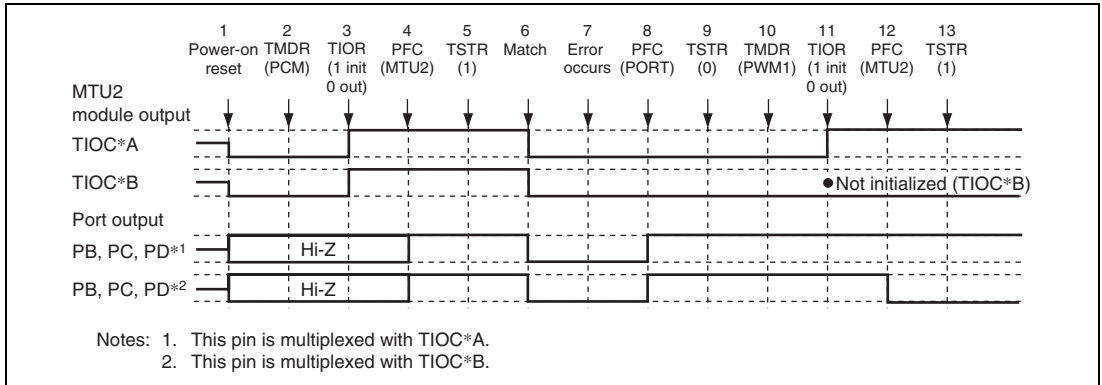 1 2 3 4 5 6 7 8 9 10 11 12 13
Power-on TMDR TIOR PFC TSTR Match Error PFC TSTR TMDR TIOR PFC TSTR
reset (PCM) (1 init (MTU2) (1) occurs (PORT) (0) (PWM1) (1 init (MTU2) (1)
0 out) 0 out)
MTU2
module output
TIOC*A
TIOC*B
●Not initialized (TIOC*B)
Port output
PB, PC, PD*1 Hi-Z
PB, PC, PD*2 Hi-Z
Notes: 1. This pin is multiplexed with TIOC*A.
2. This pin is multiplexed with TIOC*B.